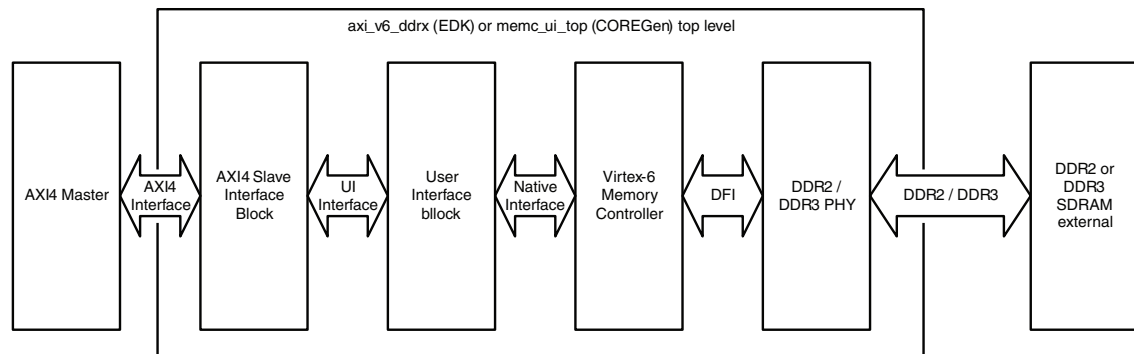 axi_v6_ddrx (EDK) or memc_ui_top (COREGen) top level
AXI4 Master
AXI4
Interface
AXI4 Slave
Interface
Block
UI
Interface
User
Interface
bllock
Native
Interface
Virtex-6
Memory
Controller
DFI
DDR2 /
DDR3 PHY
DDR2 / DDR3
DDR2 or
DDR3
SDRAM
external